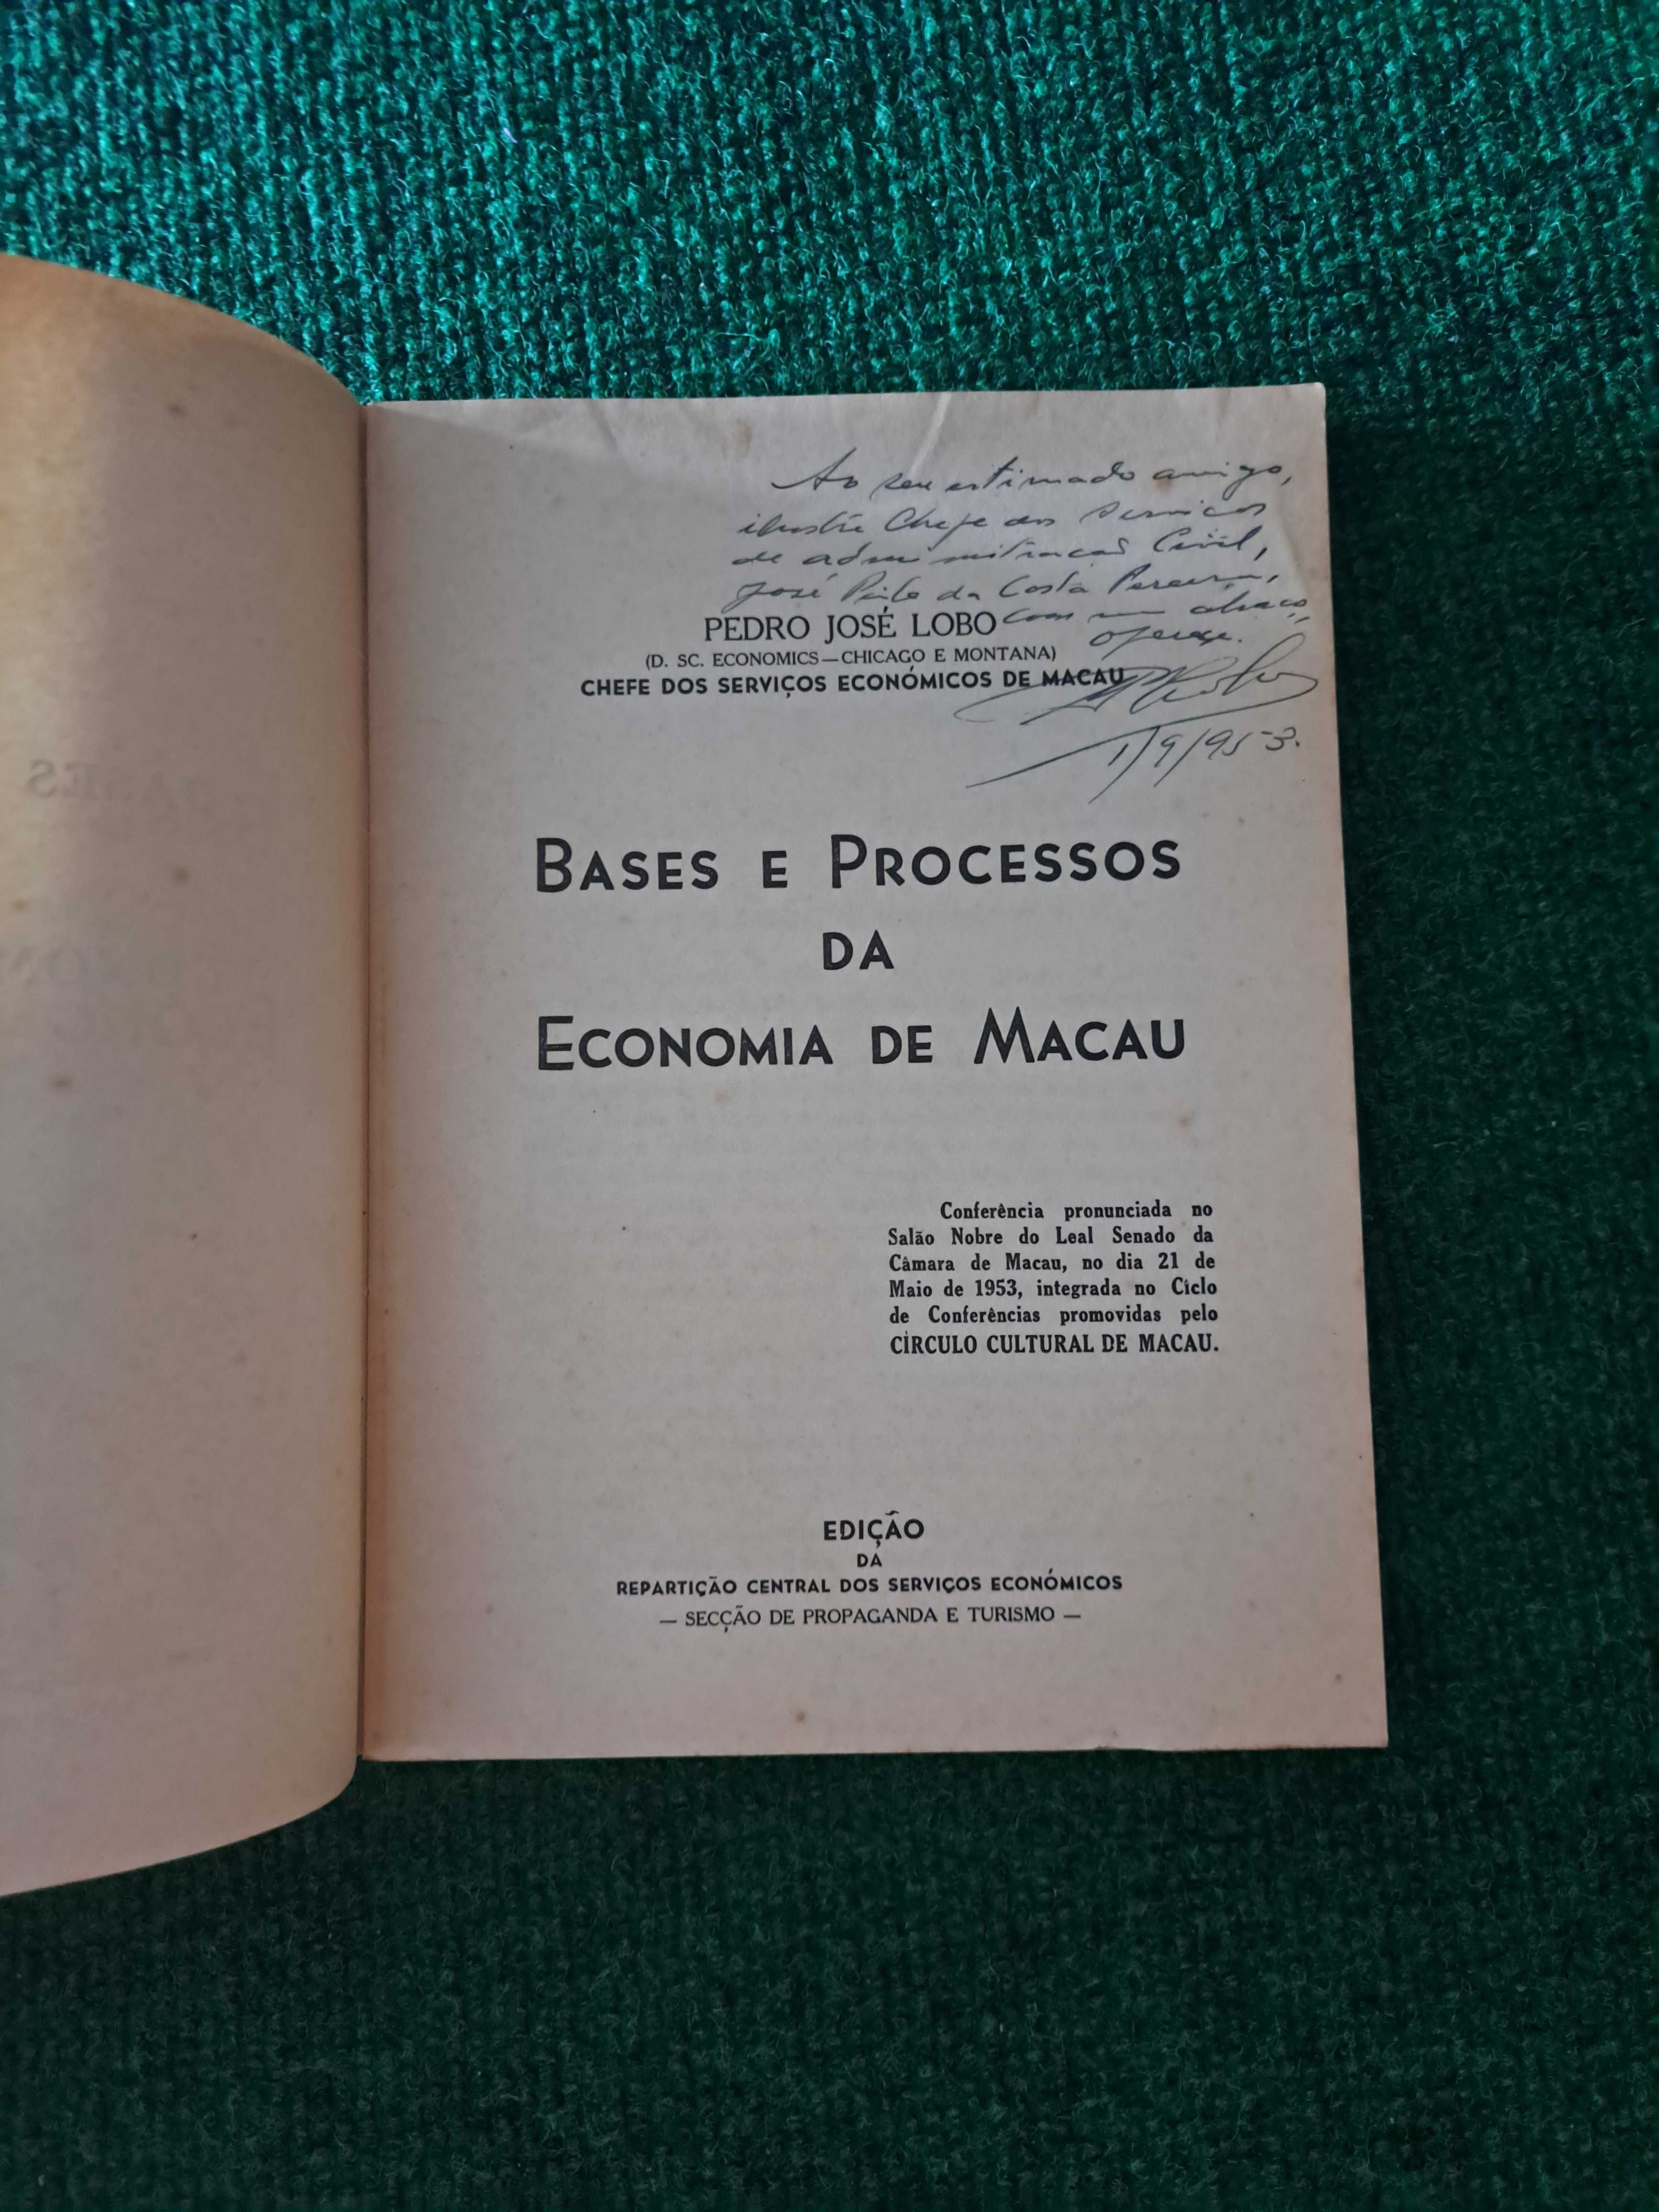 Ao seu estimado amigo,
ilustre Chefe dos Serviços
de administração Civil,
José da Costa Pereira,
com um abraço,
oferece.
1/9/953.
PEDRO JOSÉ LOBO
(D. SC. ECONOMICS—CHICAGO E MONTANA)
CHEFE DOS SERVIÇOS ECONÓMICOS DE MACAU
BASES E PROCESSOS
DA
ECONOMIA DE MACAU
Conferência pronunciada no
Salão Nobre do Leal Senado da
Câmara de Macau, no dia 21 de
Maio de 1953, integrada no Ciclo
de Conferências promovidas pelo
CÍRCULO CULTURAL DE MACAU.
EDIÇÃO
DA
REPARTIÇÃO CENTRAL DOS SERVIÇOS ECONÓMICOS
— SECÇÃO DE PROPAGANDA E TURISMO —